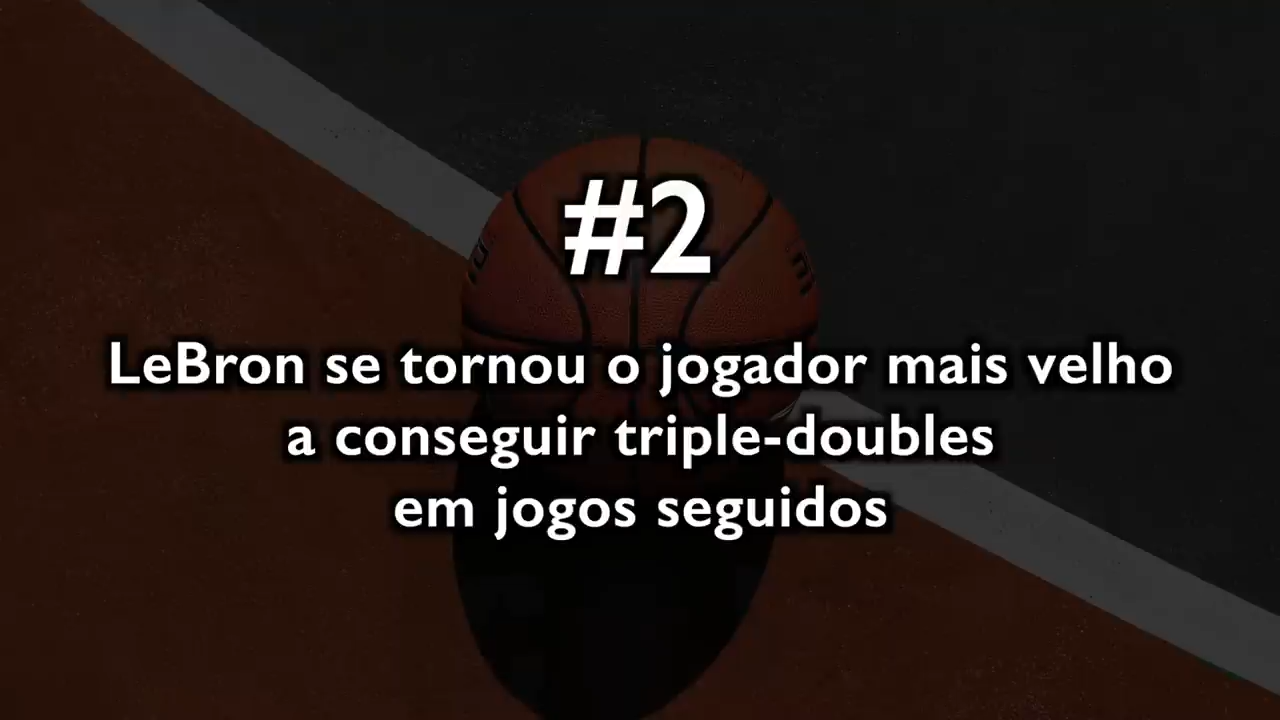 #2
LeBron se tornou o jogador mais velho
a conseguir triple-doubles
em jogos seguidos